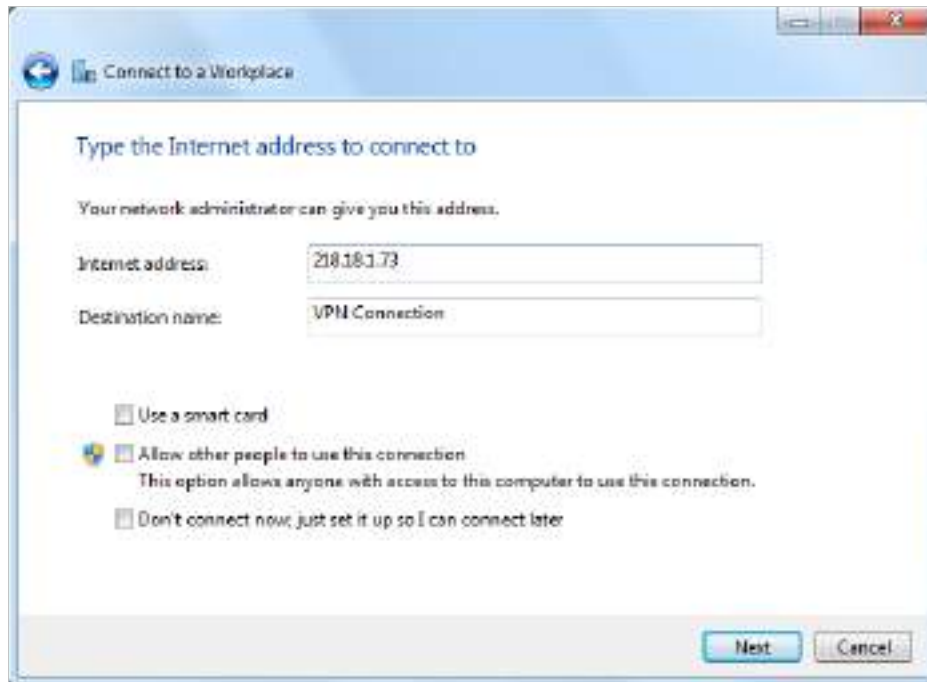 Connect to a Workplace
Type the Internet address to connect to
Your network administrator can give you this address.
Internet address: 218.18.1.73
Destination name: VPN Connection
Use a smart card
Allow other people to use this connection
This option allows anyone with access to this computer to use this connection.
Don't connect now; just set it up so I can connect later
Next Cancel